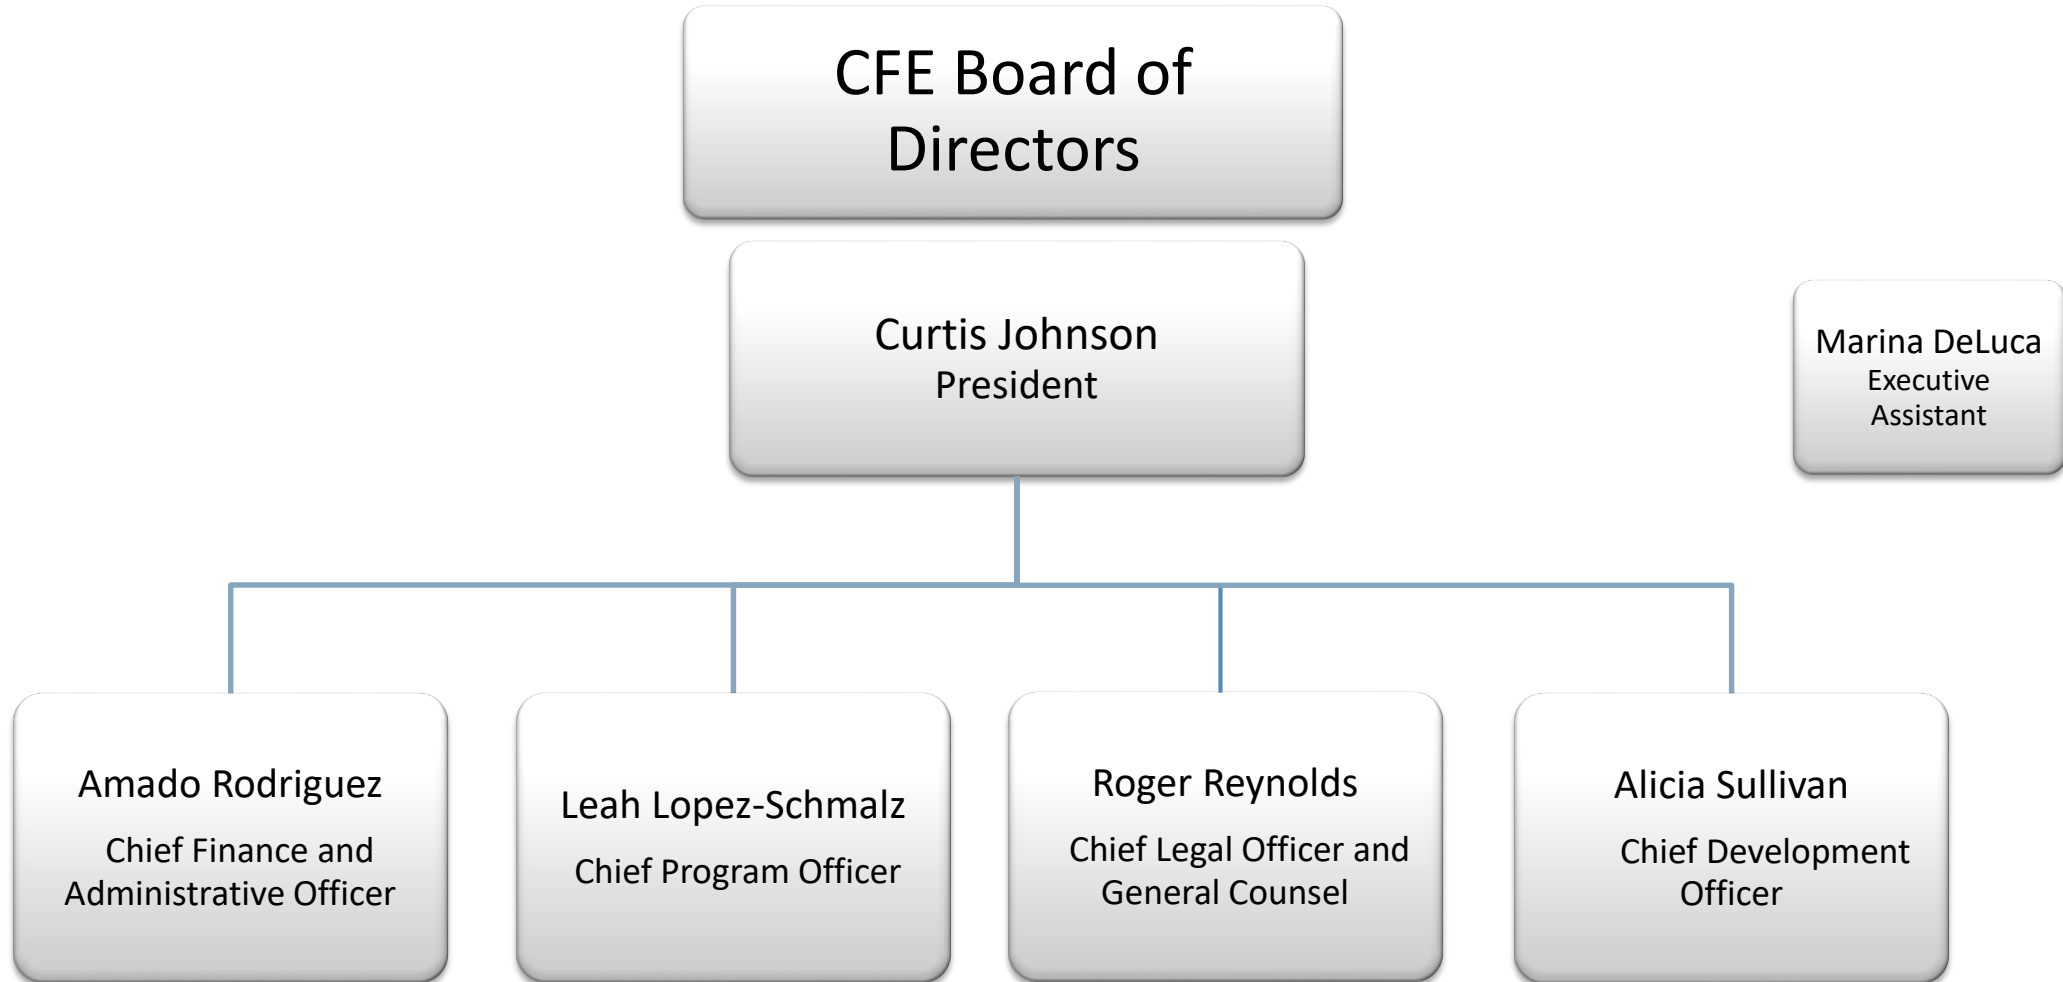 CFE Board of
Directors
Curtis Johnson
President
Marina DeLuca
Executive
Assistant
Amado Rodriguez
Chief Finance and
Administrative Officer
Leah Lopez-Schmalz
Chief Program Officer
Roger Reynolds
Chief Legal Officer and
General Counsel
Alicia Sullivan
Chief Development
Officer